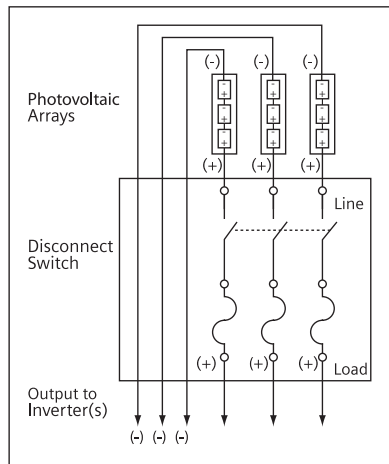 (-) (-) (-)
- + - + - +
- + - + - +
- + - + - +
Photovoltaic
Arrays
(+) (+) (+)
Line
Disconnect
Switch
(+) (+) (+)
Load
Output to
Inverter(s)
(-) (-) (-)